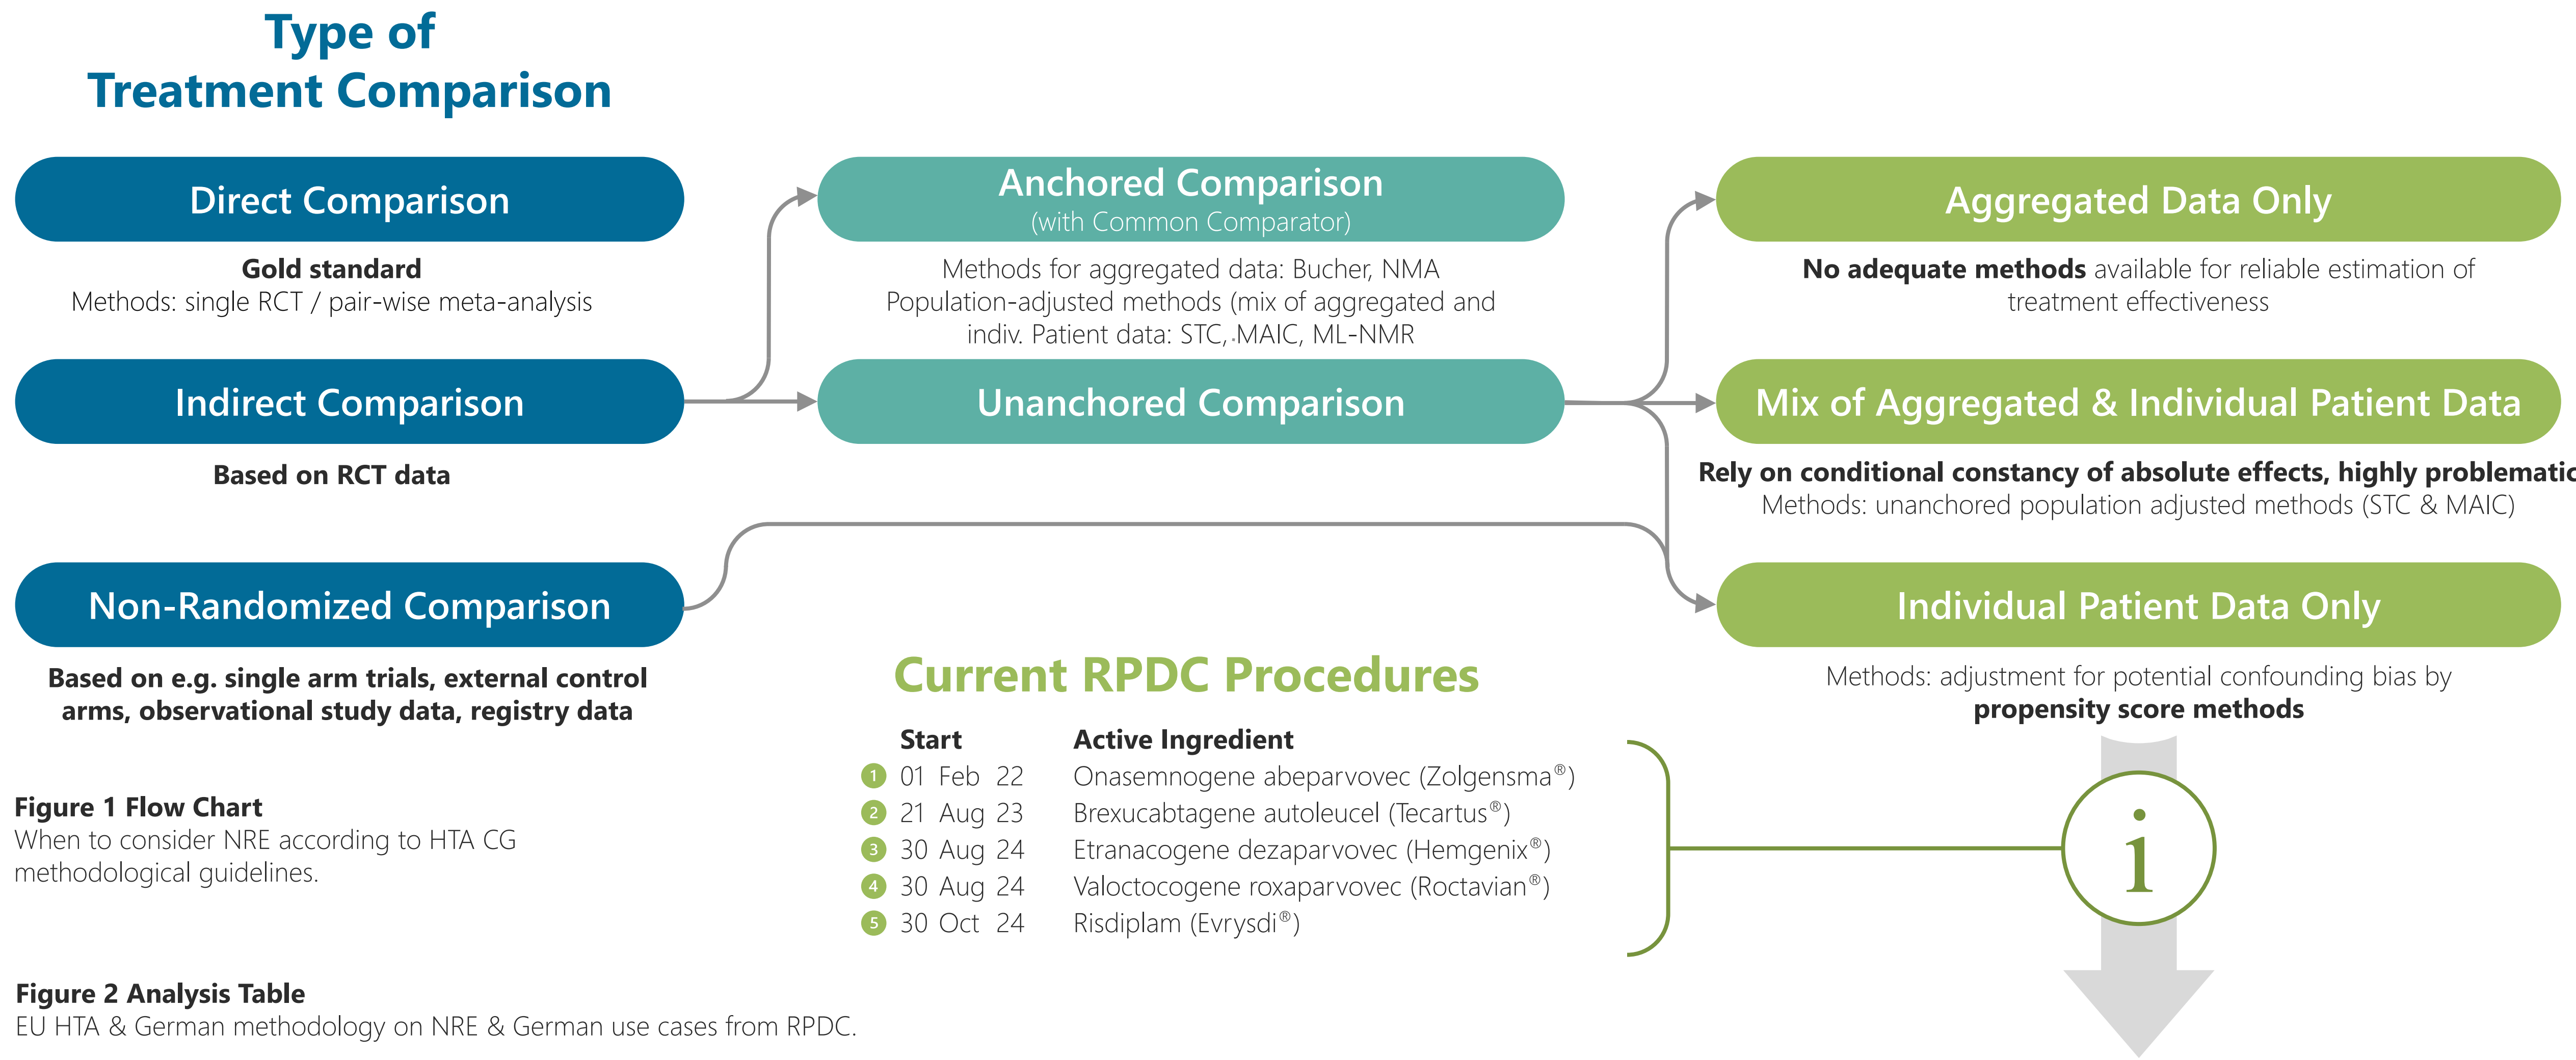 Type of
Treatment Comparison
Direct Comparison
Gold standard
Methods: single RCT / pair-wise meta-analysis
Indirect Comparison
Based on RCT data
Non-Randomized Comparison
Based on e.g. single arm trials, external control
arms, observational study data, registry data
Anchored Comparison
(with Common Comparator)
Methods for aggregated data: Bucher, NMA
Population-adjusted methods (mix of aggregated and
indiv. Patient data: STC, MAIC, ML-NMR
Unanchored Comparison
Aggregated Data Only
No adequate methods available for reliable estimation of
treatment effectiveness
Mix of Aggregated & Individual Patient Data
Rely on conditional constancy of absolute effects, highly problematic
Methods: unanchored population adjusted methods (STC & MAIC)
Individual Patient Data Only
Methods: adjustment for potential confounding bias by
propensity score methods
Current RPDC Procedures
Start Active Ingredient
1 01 Feb 22 Onasemnogene abeparvovec (Zolgensma®)
2 21 Aug 23 Brexucabtagene autoleucel (Tecartus®)
3 30 Aug 24 Etranacogene dezaparvovec (Hemgenix®)
4 30 Aug 24 Valoctocogene roxaparvovec (Roctavian®)
5 30 Oct 24 Risdiplam (Evrysdi®)
i
Figure 1 Flow Chart
When to consider NRE according to HTA CG
methodological guidelines.
Figure 2 Analysis Table
EU HTA & German methodology on NRE & German use cases from RPDC.